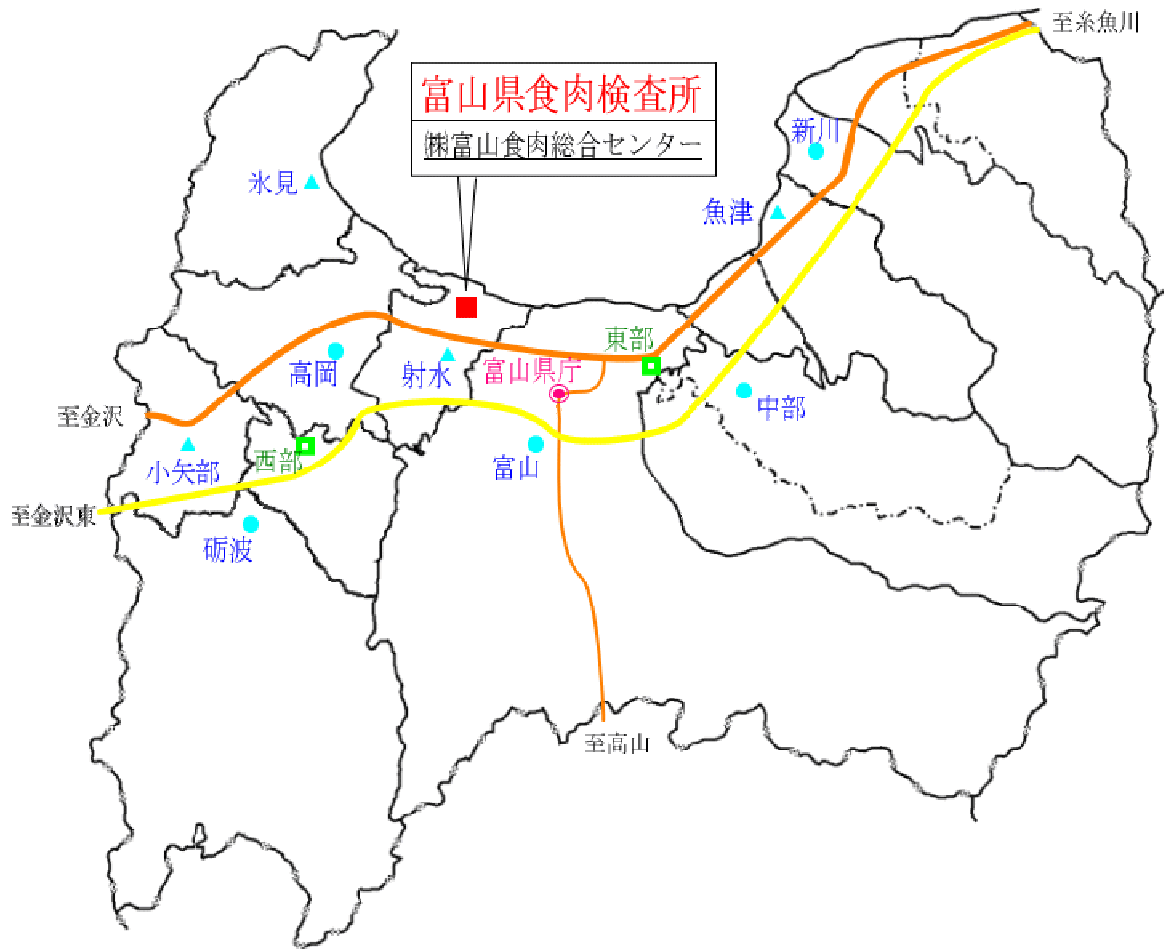 至糸魚川
富山県食肉検査所
㈱富山食肉総合センター
新川
氷見
魚津
東部
高岡
射水
富山県庁
中部
至金沢
小矢部
西部
富山
至金沢東
砺波
至高山